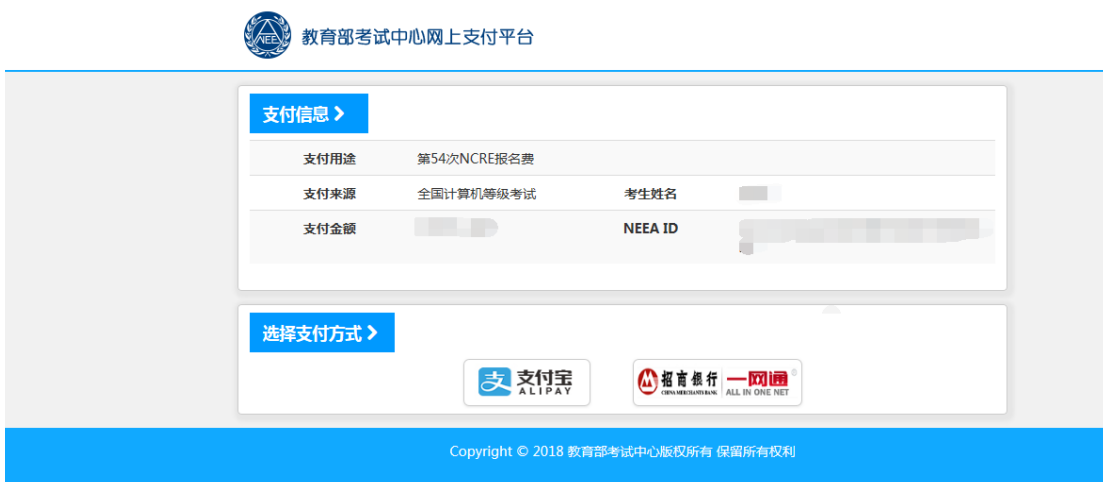 NEEA
教育部考试中心网上支付平台
支付信息
支付用途 第54次NCRE报名费
支付来源 全国计算机等级考试 考生姓名
支付金额 NEEA ID
选择支付方式
支付宝
ALIPAY
招商银行 一网通
CHINA MERCHANTS BANK ALL IN ONE NET
Copyright © 2018 教育部考试中心版权所有 保留所有权利